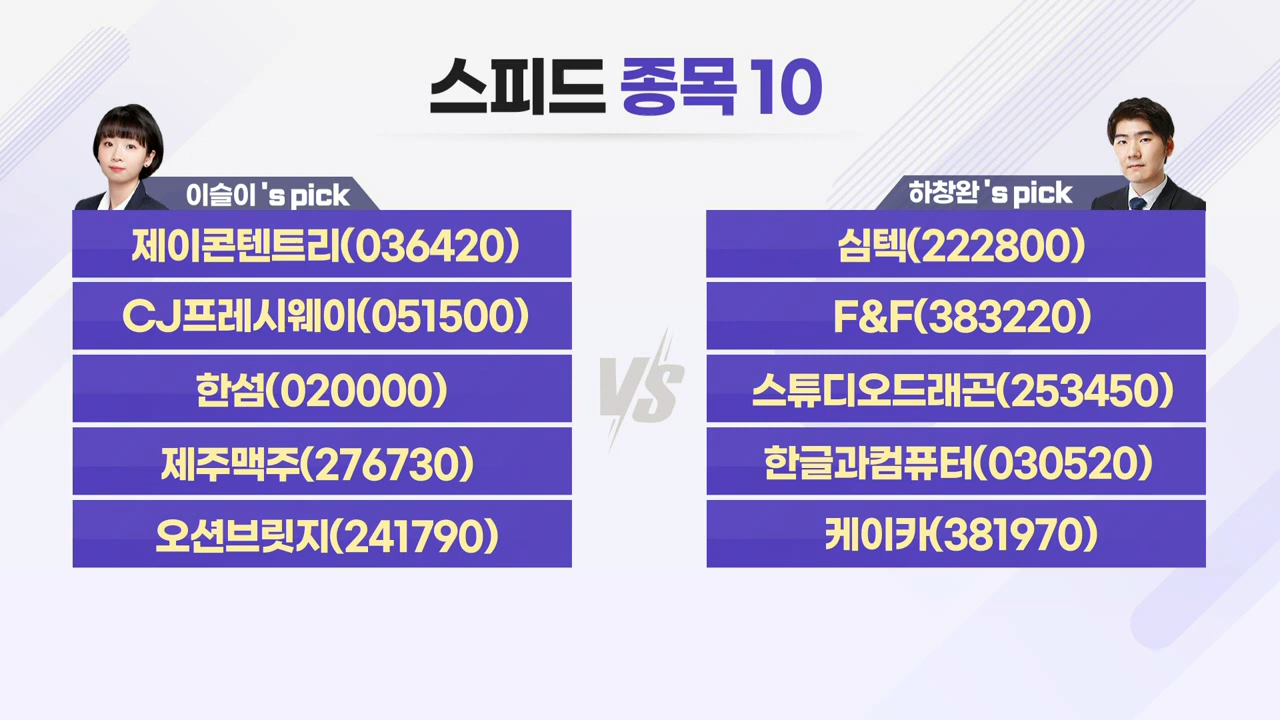 스피드 종목 10
이슬이 's pick
제이콘텐트리(036420)
CJ프레시웨이(051500)
한섬(020000)
제주맥주(276730)
오션브릿지(241790)
VS
하창완 's pick
심텍(222800)
F&F(383220)
스튜디오드래곤(253450)
한글과컴퓨터(030520)
케이카(381970)